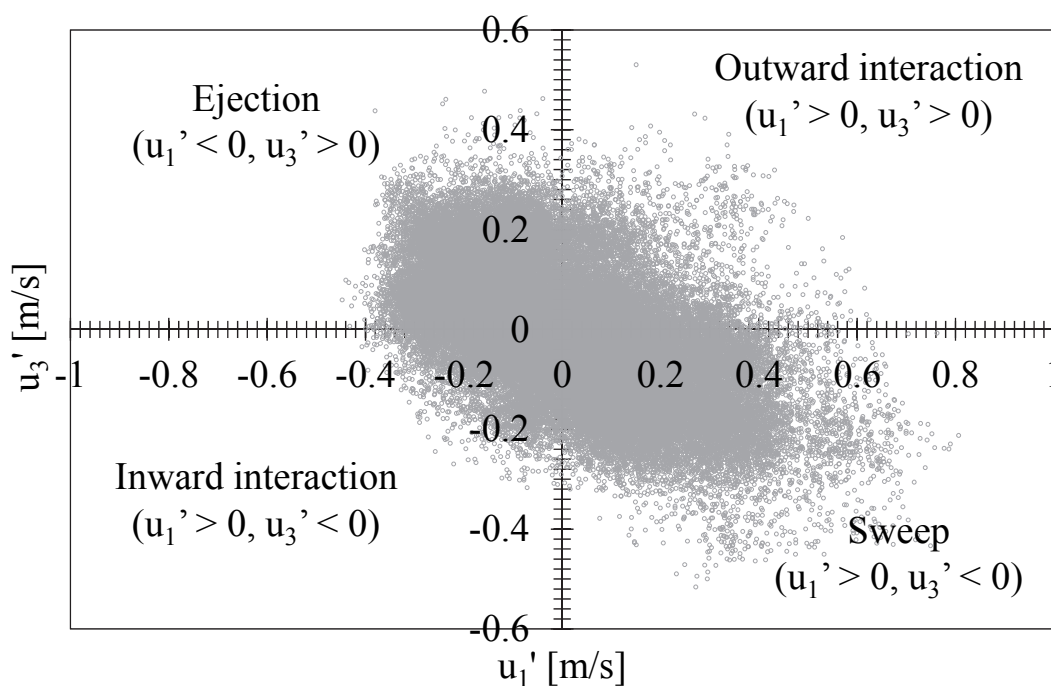 0.6
Ejection
(u₁’ < 0, u₃’ > 0)
Outward interaction
(u₁’ > 0, u₃’ > 0)
0.4
0.2
0
u₃' [m/s]
-1
-0.8
-0.6
-0.4
-0.2
0
0.2
0.4
0.6
0.8
1
-0.2
Inward interaction
(u₁’ > 0, u₃’ < 0)
-0.4
Sweep
(u₁’ > 0, u₃’ < 0)
-0.6
u₁' [m/s]